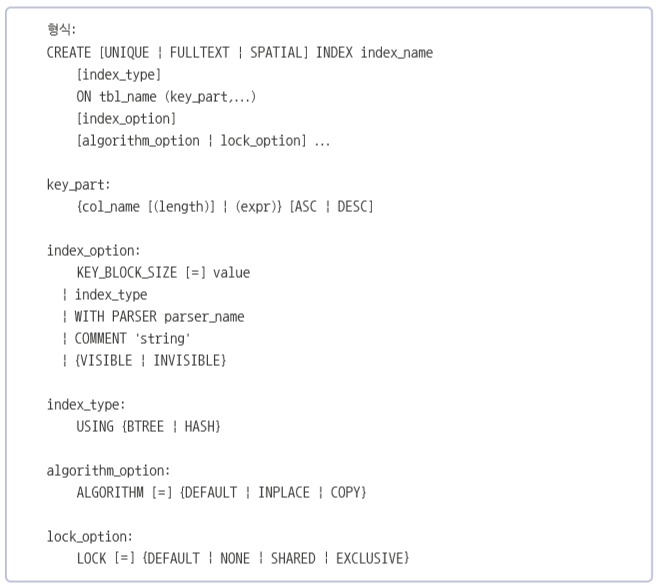 형식:
CREATE [UNIQUE ¦ FULLTEXT ¦ SPATIAL] INDEX index_name
[index_type]
ON tbl_name (key_part,...)
[index_option]
[algorithm_option ¦ lock_option] ...
key_part:
{col_name [(length)] ¦ (expr)} [ASC ¦ DESC]
index_option:
KEY_BLOCK_SIZE [=] value
¦ index_type
¦ WITH PARSER parser_name
¦ COMMENT 'string'
¦ {VISIBLE ¦ INVISIBLE}
index_type:
USING {BTREE ¦ HASH}
algorithm_option:
ALGORITHM [=] {DEFAULT ¦ INPLACE ¦ COPY}
lock_option:
LOCK [=] {DEFAULT ¦ NONE ¦ SHARED ¦ EXCLUSIVE}